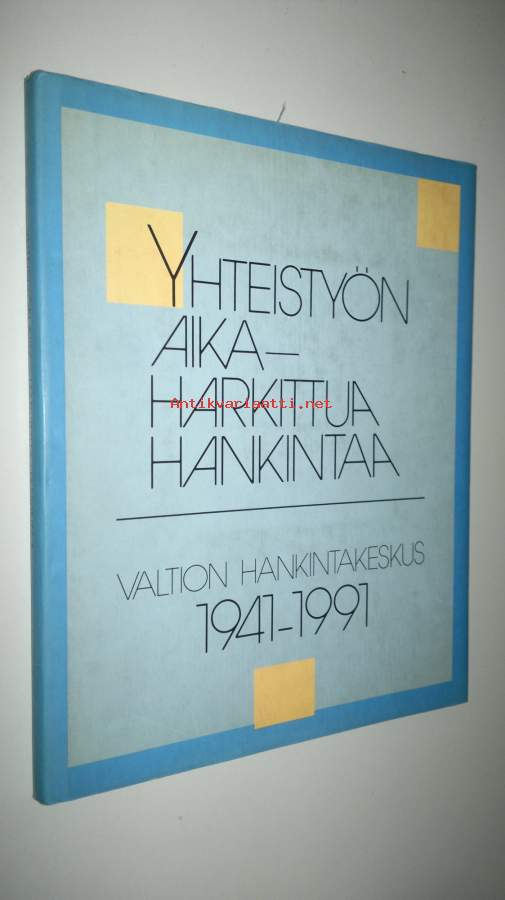 YHTEISTYÖN
AIKA—
HARKITTUA
Antikvariaatti.net
HANKINTAA
VALTION HANKINTAKESKUS
1941–1991